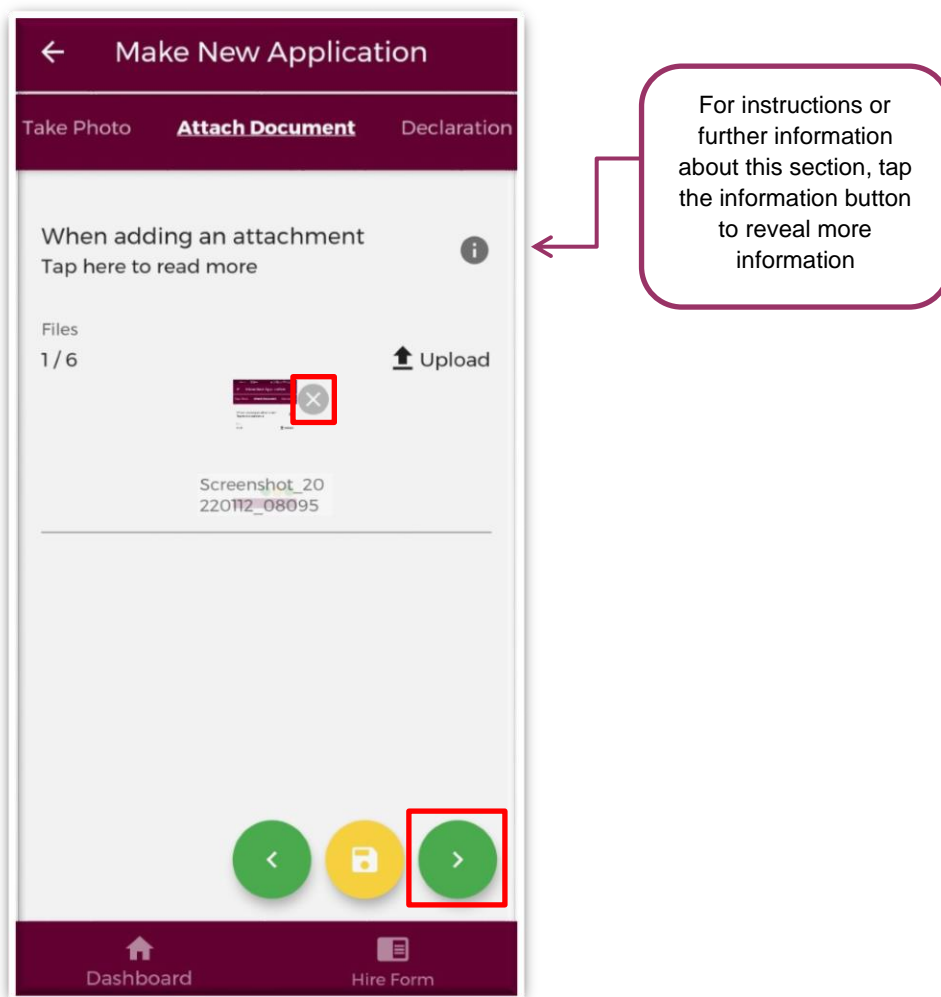 Make New Application
Take Photo Attach Document Declaration
When adding an attachment
Tap here to read more
Files
1 / 6
Upload
Screenshot_20
220112_08095
Dashboard
Hire Form
For instructions or
further information
about this section, tap
the information button
to reveal more
information